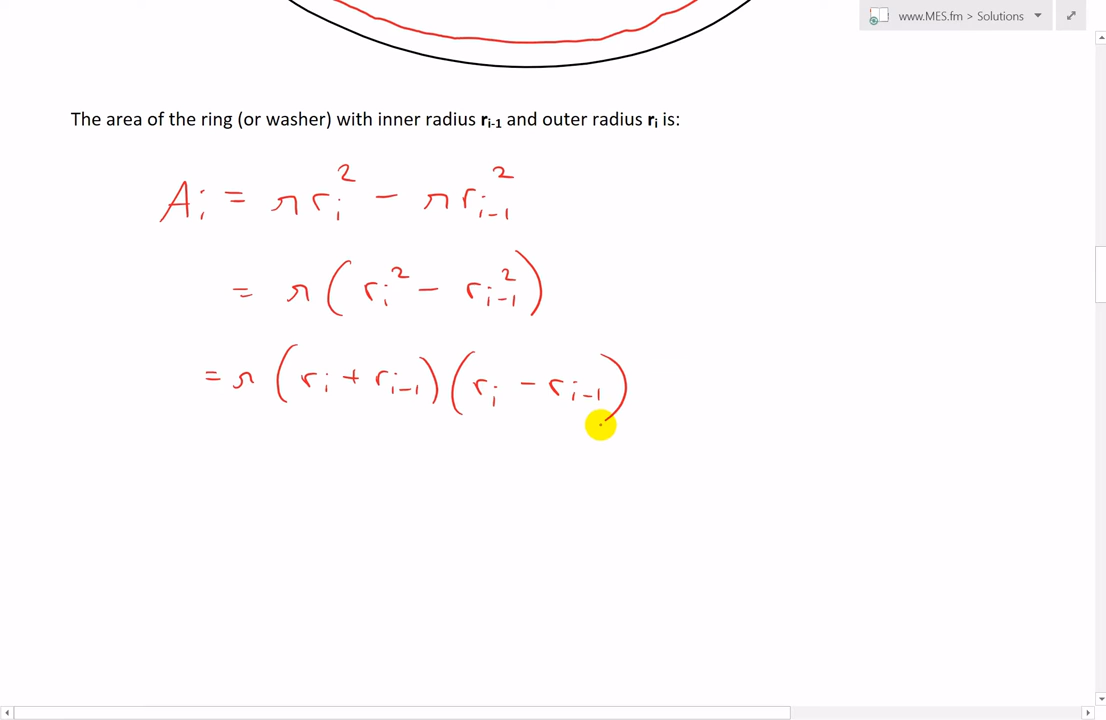 www.MES.fm > Solutions
The area of the ring (or washer) with inner radius rᵢ₋₁ and outer radius rᵢ is:
Aᵢ = πrᵢ² − πrᵢ₋₁²
= π(rᵢ² − rᵢ₋₁²)
= π(rᵢ + rᵢ₋₁)(rᵢ − rᵢ₋₁)